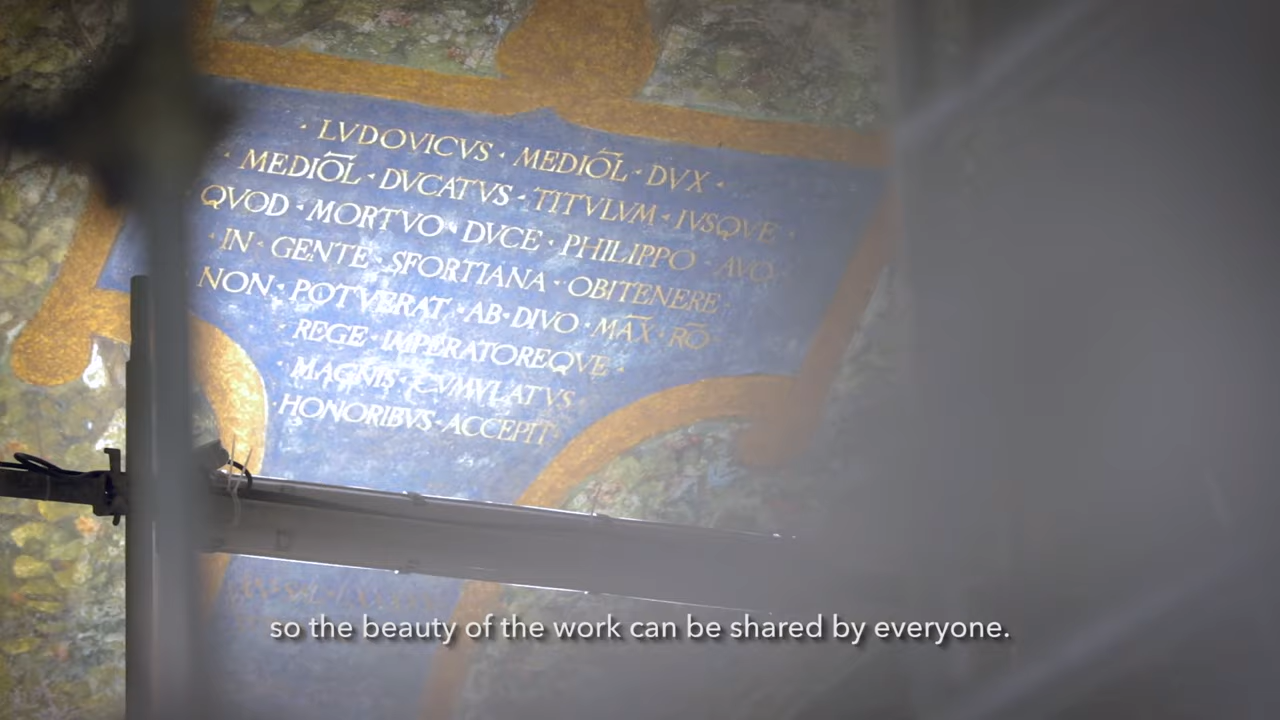 · LVDOVICVS · MEDIOL̅ · DVX ·
· MEDIO̅L · DVCATVS · TITVLVM · IVSQVE ·
QVOD · MORTVO · DVCE · PHILIPPO · AVO ·
· IN · GENTE · SFORTIANA · OBITENERE ·
NON · POTVERAT · AB · DIVO · MAX̅ · RO̅ ·
· REGE · IMPERATOREQVE ·
· MAGNIS · CVMVLATVS
· HONORIBVS · ACCEPIT ·
so the beauty of the work can be shared by everyone.